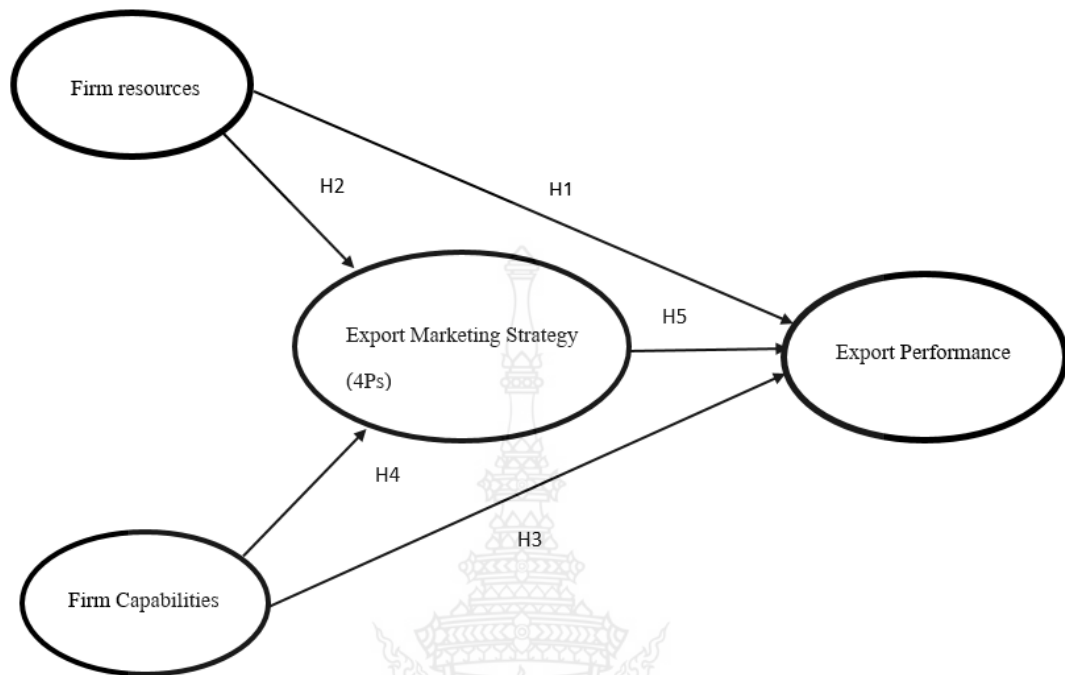 Firm resources
H1
H2
H5
Export Marketing Strategy
(4Ps)
Export Performance
H4
H3
Firm Capabilities